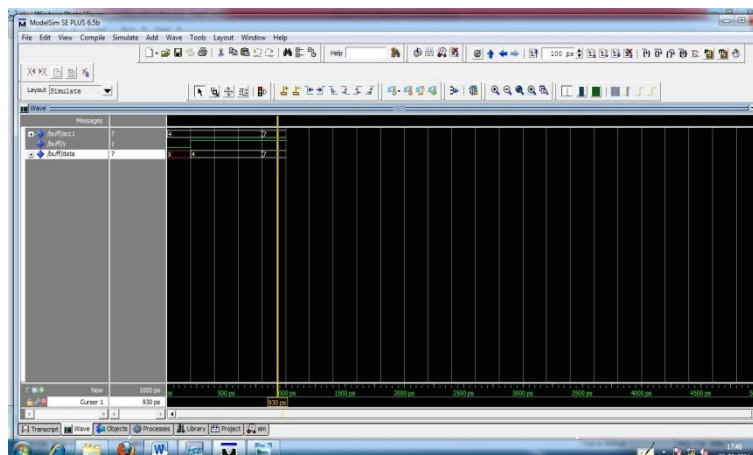 ModelSim SE PLUS 6.5b
File Edit View Compile Simulate Add Wave Tools Layout Window Help
Help
100 ps
Layout Simulate
Wave
Messages
/buff/acc1 7 4 7
/buff/y 1
/buff/data 7 X 4 7
Now 1000 ps 500 ps 1500 ps 2000 ps 2500 ps 3000 ps 3500 ps 4000 ps 4500 ps
Cursor 1 930 ps 930 ps
Transcript Wave Objects Processes Library Project sim
17:46